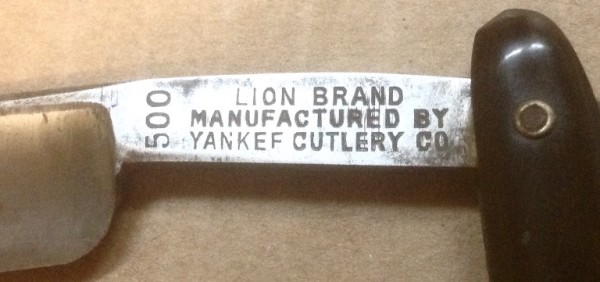 500
LION BRAND
MANUFACTURED BY
YANKEF CUTLERY CO